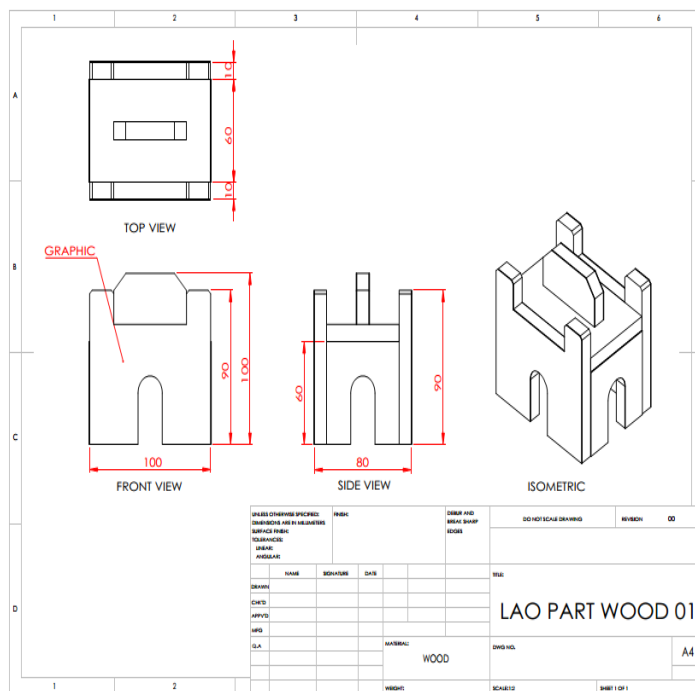 1 2 3 4 5 6
A
10
60
10
TOP VIEW
B
GRAPHIC
90
100
100
FRONT VIEW
60
90
80
SIDE VIEW
ISOMETRIC
C
D
UNLESS OTHERWISE SPECIFIED:
DIMENSIONS ARE IN MILLIMETERS
SURFACE FINISH:
TOLERANCES:
LINEAR:
ANGULAR:
FINISH:
DEBUR AND
BREAK SHARP
EDGES
DO NOT SCALE DRAWING
REVISION 00
NAME SIGNATURE DATE
DRAWN
CHK'D
APPV'D
MFG
Q.A
TITLE:
LAO PART WOOD 01
MATERIAL:
WOOD
DWG NO.
A4
WEIGHT:
SCALE:1:2
SHEET 1 OF 1
1 2